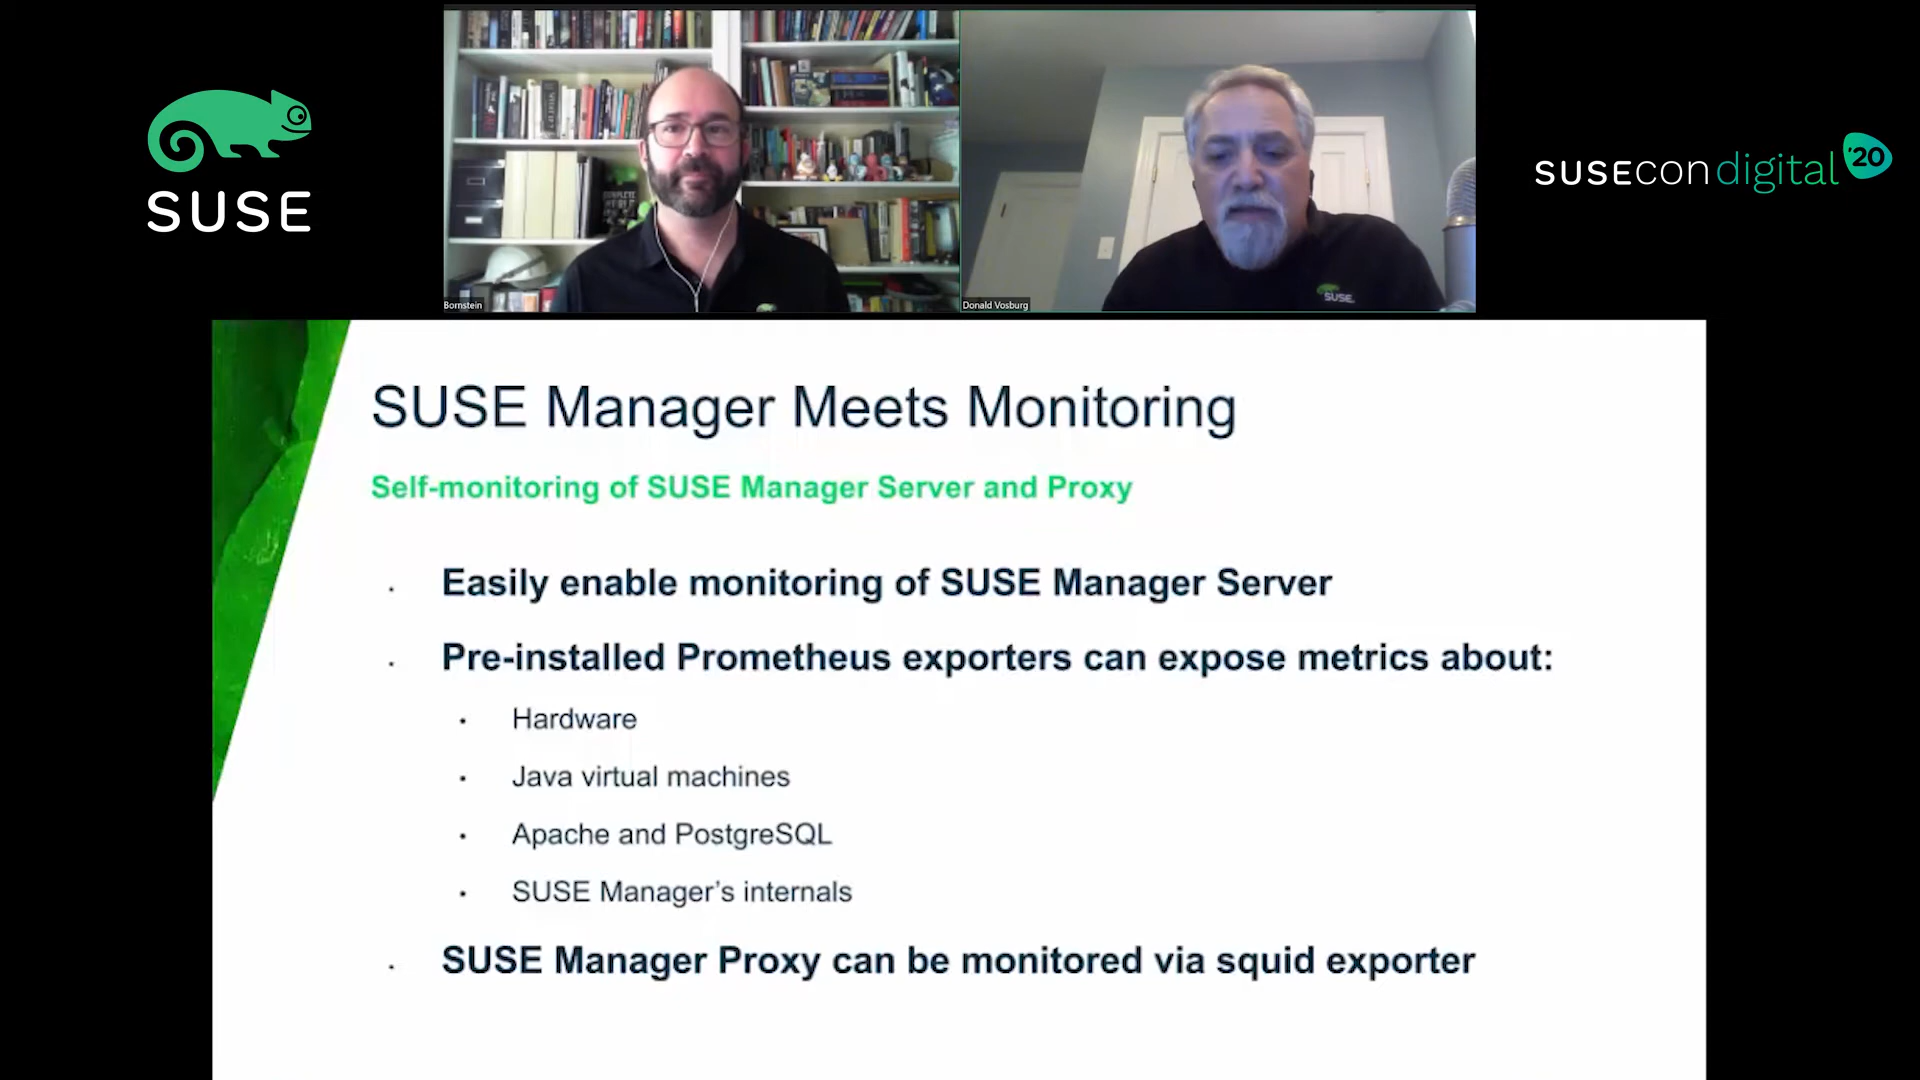 SUSE
Bornstein
Donald Vosburg
SUSE
SUSEcon digital '20
SUSE Manager Meets Monitoring
Self-monitoring of SUSE Manager Server and Proxy
Easily enable monitoring of SUSE Manager Server
Pre-installed Prometheus exporters can expose metrics about:
Hardware
Java virtual machines
Apache and PostgreSQL
SUSE Manager’s internals
SUSE Manager Proxy can be monitored via squid exporter